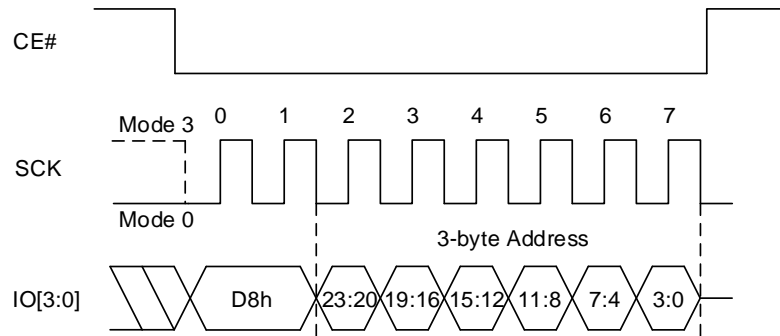 CE#
0 1 2 3 4 5 6 7
Mode 3
SCK
Mode 0
3-byte Address
IO[3:0] D8h 23:20 19:16 15:12 11:8 7:4 3:0